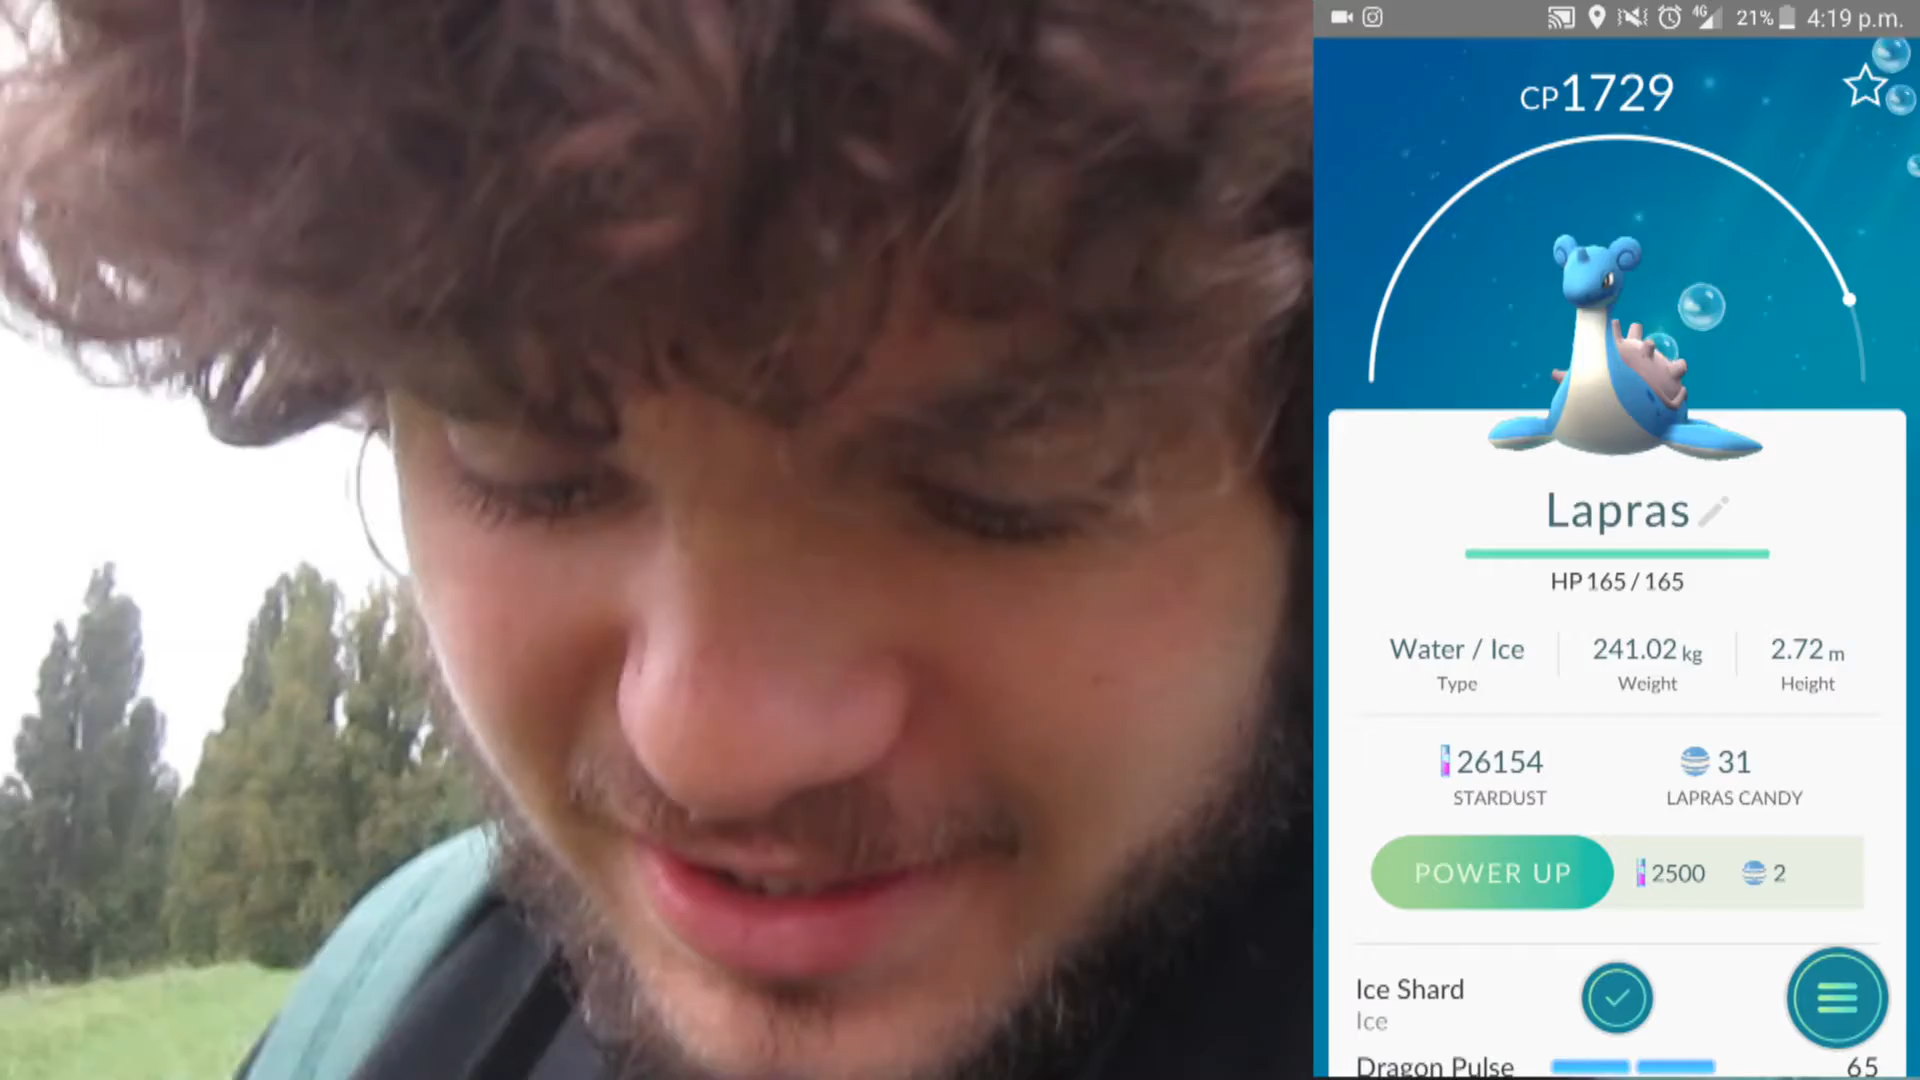 4G 21% 4:19 p.m.
CP1729
Lapras
HP 165 / 165
Water / Ice 241.02 kg 2.72 m
Type Weight Height
26154 31
STARDUST LAPRAS CANDY
POWER UP 2500 2
Ice Shard
Ice
Dragon Pulse 65